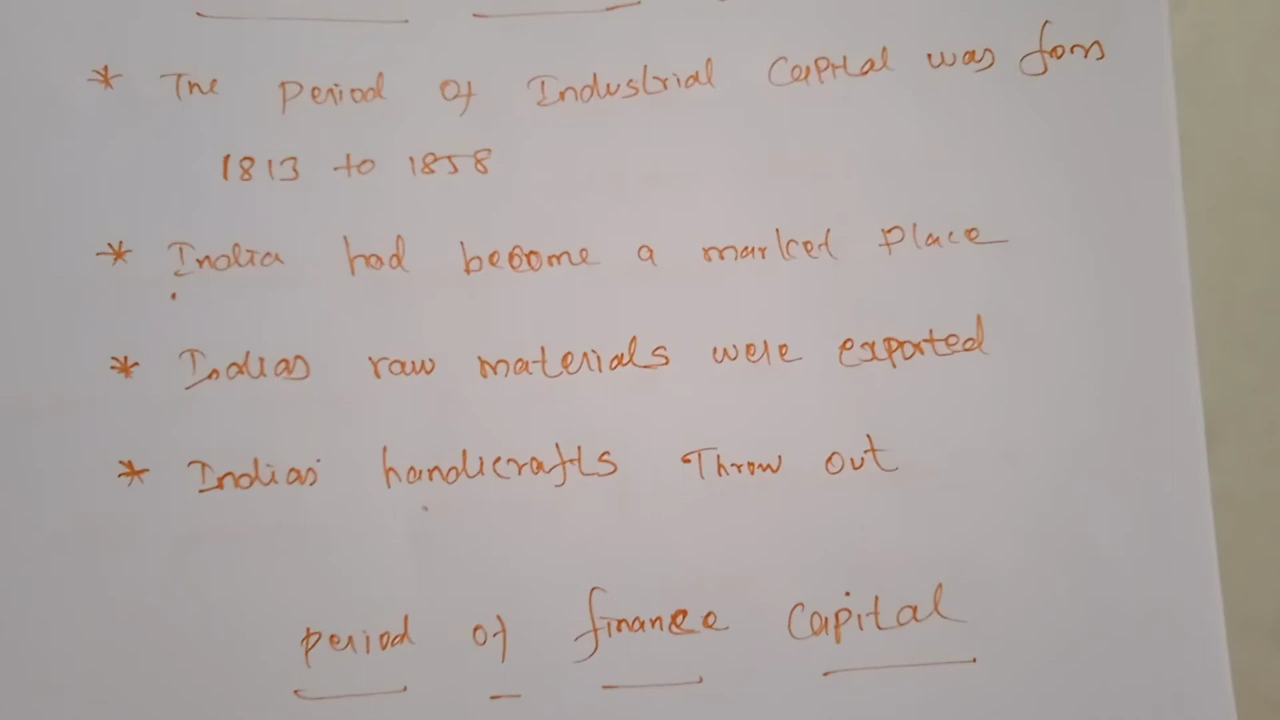 * The period of Industrial Capital was from
1813 to 1858
* India had become a market place
* Indias raw materials were exported
* Indias' handicrafts Throw out
period of finance capital